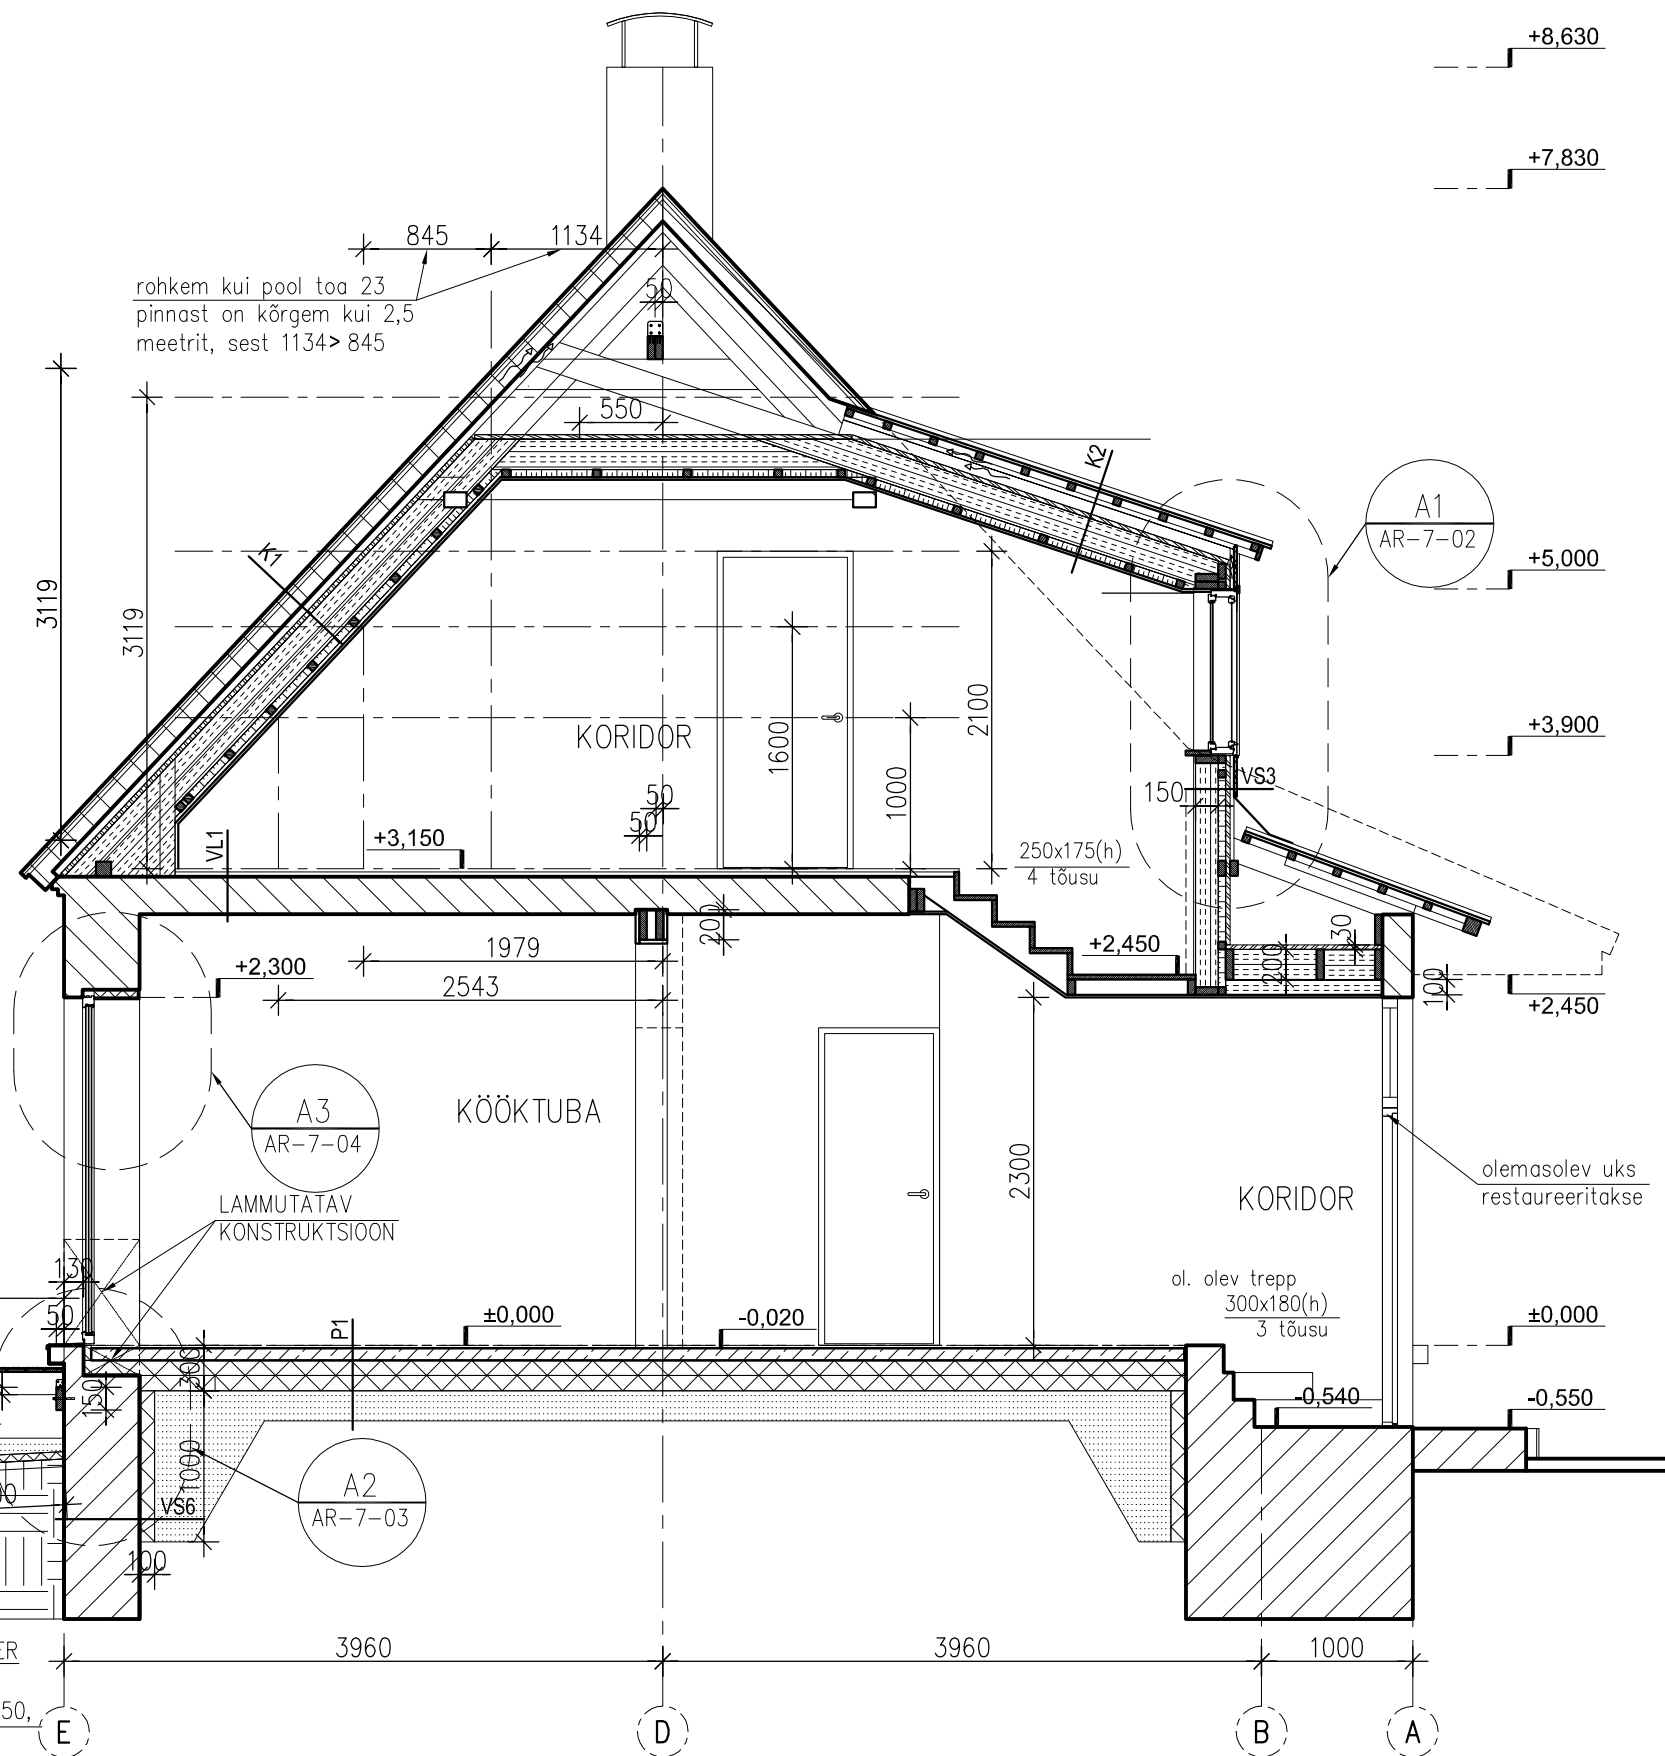 +8,630
+7,830
845
1134
rohkem kui pool toa 23
pinnast on kõrgem kui 2,5
meetrit, sest 1134>845
50
550
K2
A1
AR-7-02
K1
+5,000
3119
3119
2100
1600
1000
KORIDOR
+3,900
VS3
150
50
50
VL1
+3,150
250x175(h)
4 tõusu
200
1979
+2,300
2543
+2,450
200
30
100
+2,450
A3
AR-7-04
KÖÖKTUBA
2300
KORIDOR
olemasolev uks
restaureeritakse
LAMMUTATAV
KONSTRUKTSIOON
130
50
P1
±0,000
-0,020
ol. olev trepp
300x180(h)
3 tõusu
±0,000
300
150
-0,540
-0,550
1000
A2
AR-7-03
VS6
100
3960
3960
1000
50,
E
D
B
A